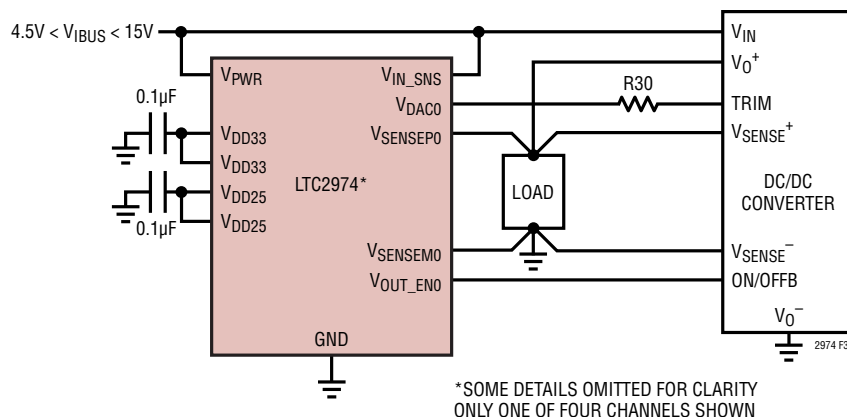 4.5V < VIBUS < 15V
VIN
VO+
VPWR
VIN_SNS
R30
0.1µF
VDAC0
TRIM
VDD33
VSENSEP0
VSENSE+
VDD33
LTC2974*
LOAD
DC/DC
CONVERTER
VDD25
VDD25
0.1µF
VSENSEM0
VSENSE–
VOUT_EN0
ON/OFFB
GND
VO–
*SOME DETAILS OMITTED FOR CLARITY
ONLY ONE OF FOUR CHANNELS SHOWN